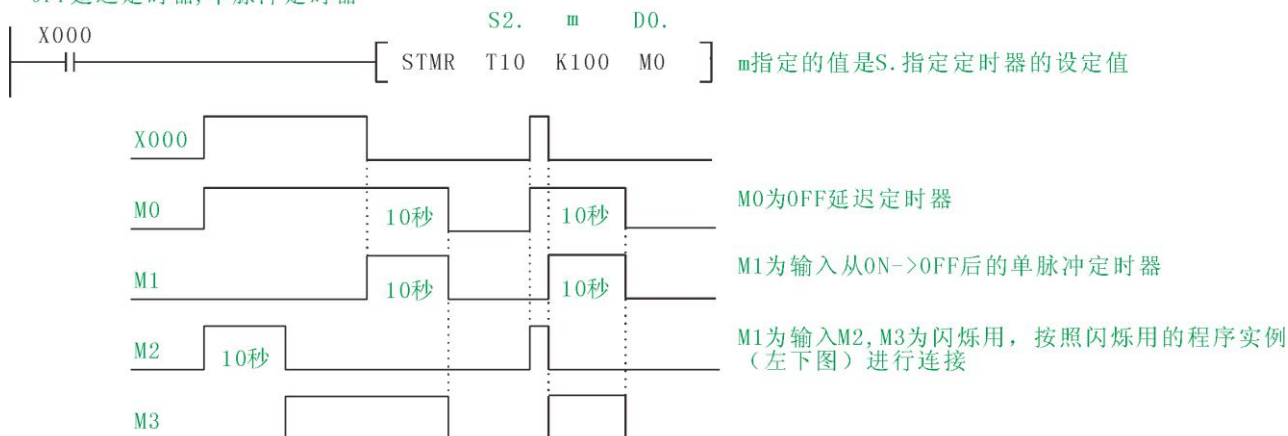 S2. m D0.
X000
STMR T10 K100 M0
m指定的值是S.指定定时器的设定值
X000
M0
10秒
10秒
M0为OFF延迟定时器
M1
10秒
10秒
M1为输入从ON->OFF后的单脉冲定时器
M2
10秒
M1为输入M2,M3为闪烁用，按照闪烁用的程序实例
（左下图）进行连接
M3